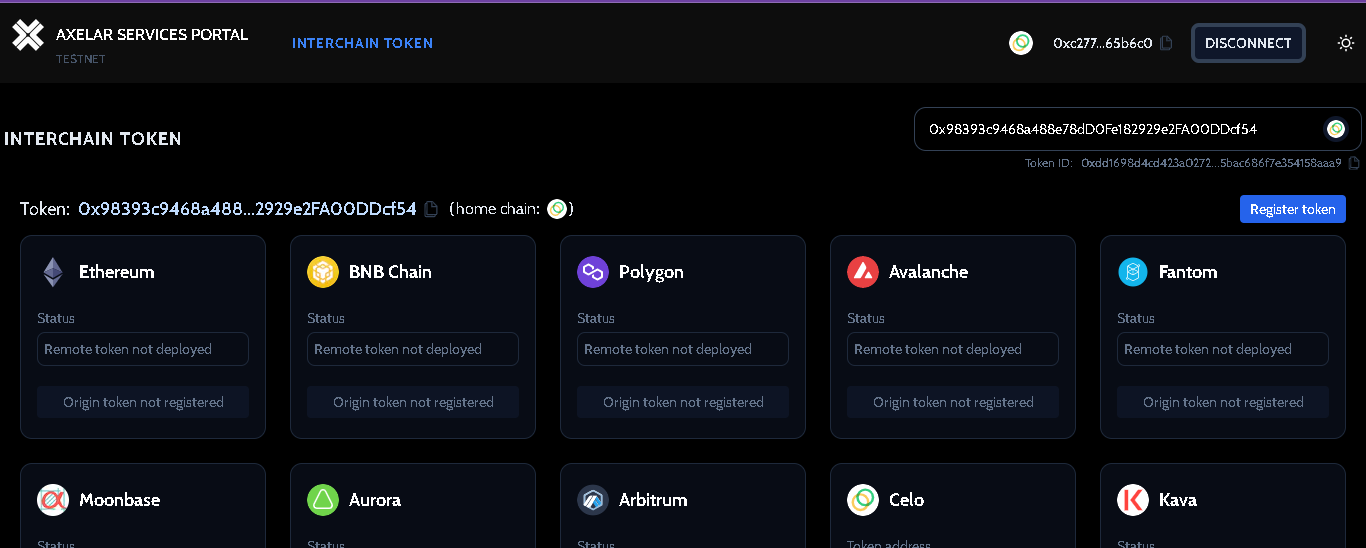 AXELAR SERVICES PORTAL
TESTNET
INTERCHAIN TOKEN
0xc277...65b6c0
DISCONNECT
INTERCHAIN TOKEN
0x98393c9468a488e78dD0Fe182929e2FA00DDcf54
Token ID: 0xdd1698d4cd423a0272...5bac686f7e354158aaa9
Token: 0x98393c9468a488...2929e2FA00DDcf54 (home chain: )
Register token
Ethereum BNB Chain Polygon Avalanche Fantom
Status Status Status Status Status
Remote token not deployed Remote token not deployed Remote token not deployed Remote token not deployed Remote token not deployed
Origin token not registered Origin token not registered Origin token not registered Origin token not registered Origin token not registered
Moonbase Aurora Arbitrum Celo Kava
Status Status Status Token address Status